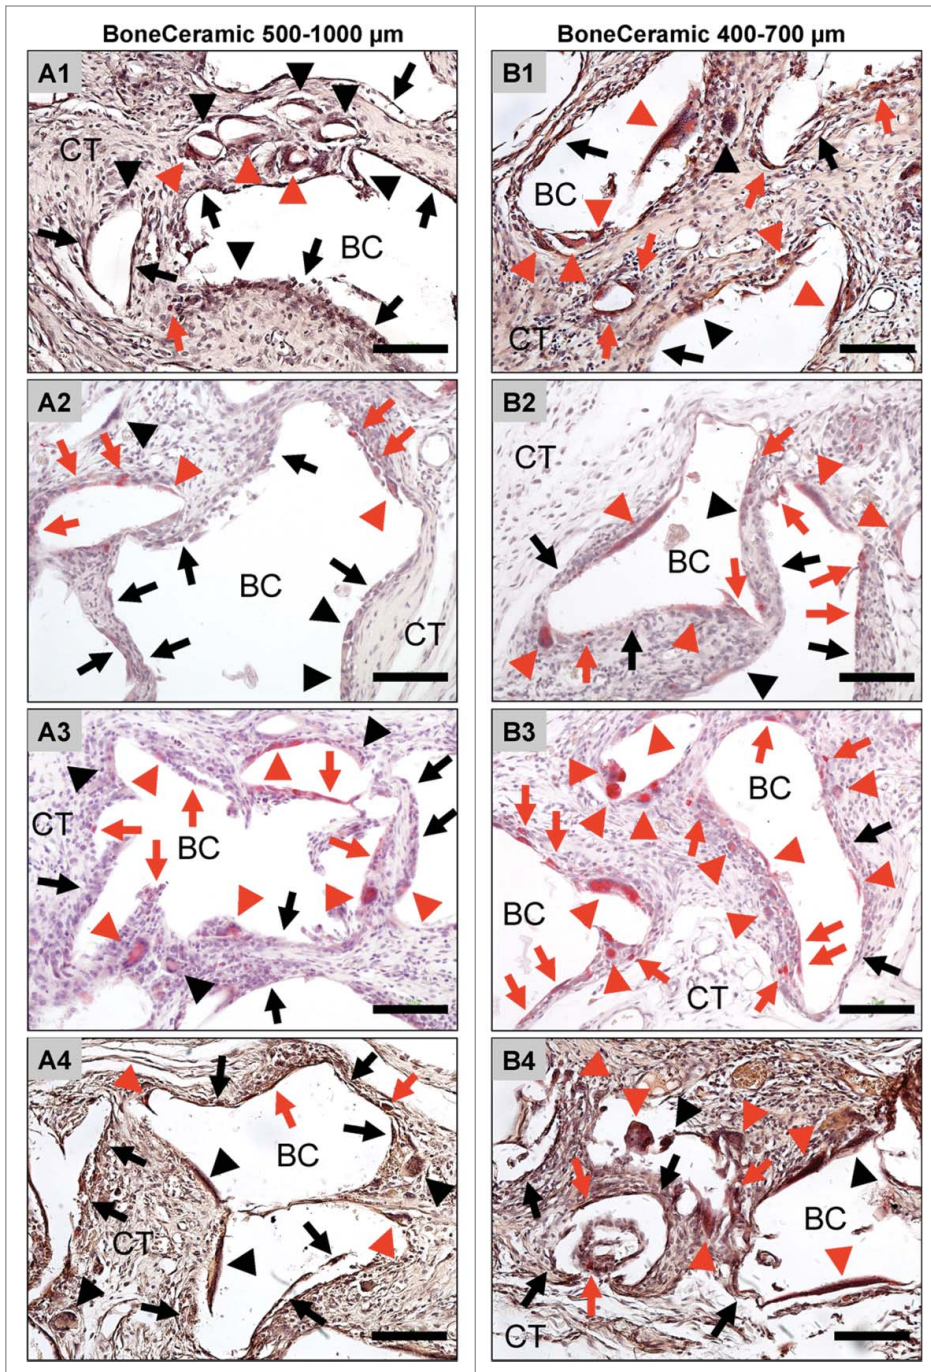 BoneCeramic 500-1000 µm
BoneCeramic 400-700 µm
A1
CT
BC
B1
BC
CT
A2
BC
CT
B2
CT
BC
A3
CT
BC
B3
BC
BC
CT
A4
BC
CT
B4
BC
CT